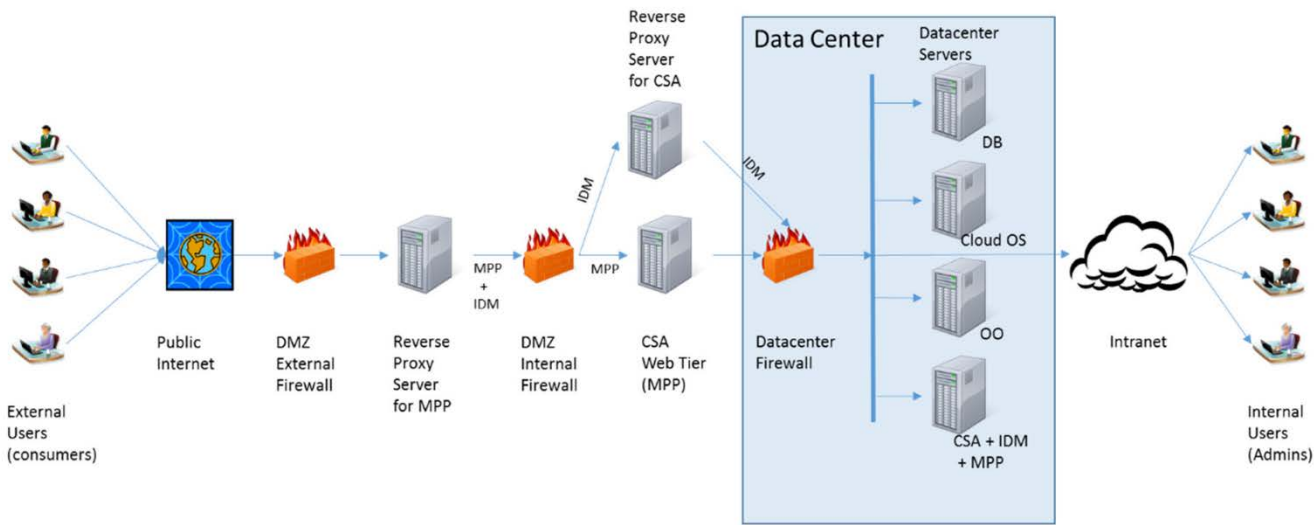 Reverse
Proxy
Server
for CSA
Data Center
Datacenter
Servers
DB
IDM
IDM
Cloud OS
MPP
+
IDM
MPP
OO
Public
Internet
DMZ
External
Firewall
Reverse
Proxy
Server
for MPP
DMZ
Internal
Firewall
CSA
Web Tier
(MPP)
Datacenter
Firewall
Intranet
External
Users
(consumers)
CSA + IDM
+ MPP
Internal
Users
(Admins)